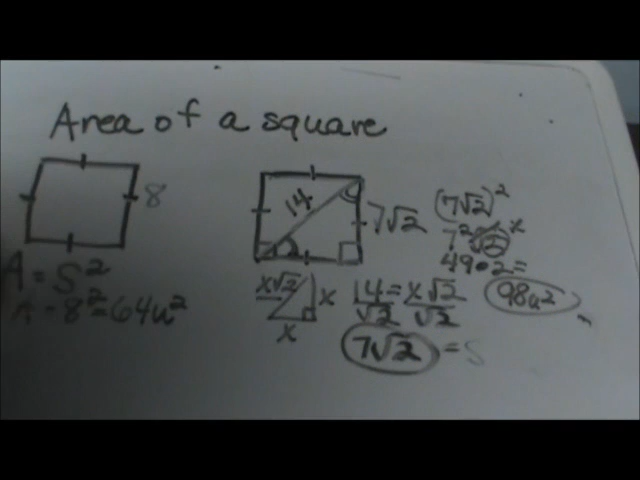 Area of a square
8
A = S²
A = 8² = 64u²
14
7√2
(7√2)²
7² √2²
49•2=
98u²
x√2
x
x
14 = x√2
√2 √2
7√2 = S